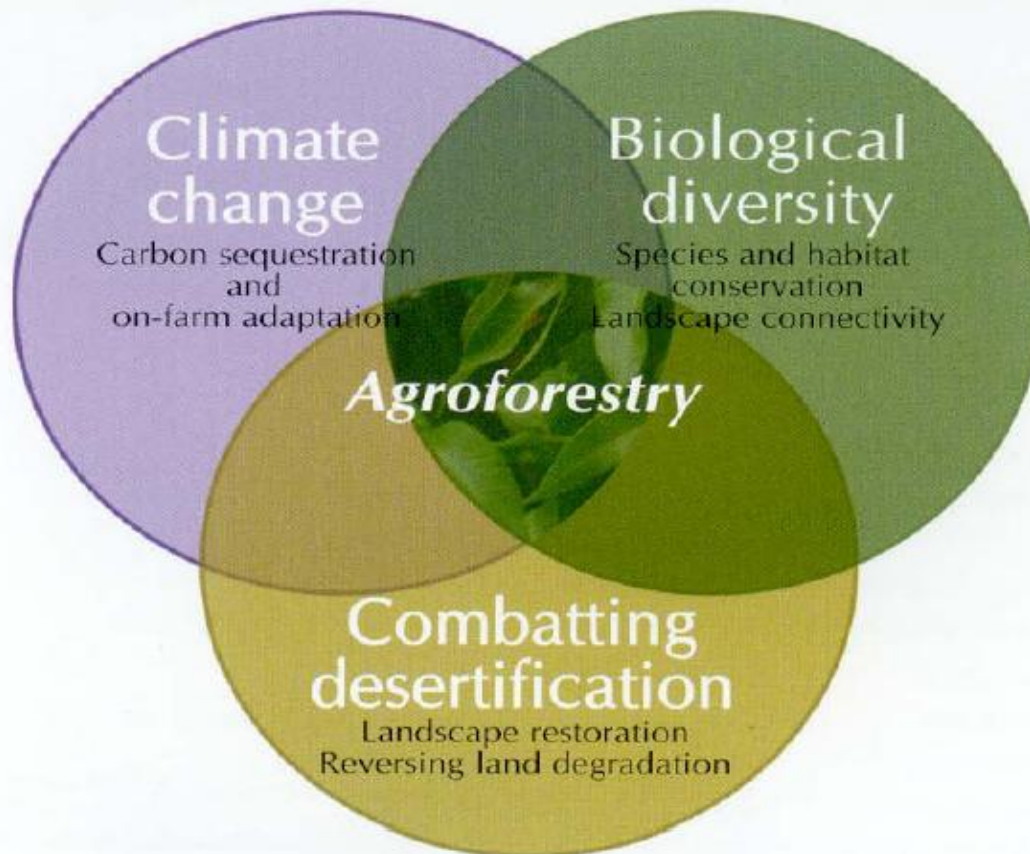 Climate
change
Carbon sequestration
and
on-farm adaptation
Biological
diversity
Species and habitat
conservation
Landscape connectivity
Agroforestry
Combatting
desertification
Landscape restoration
Reversing land degradation